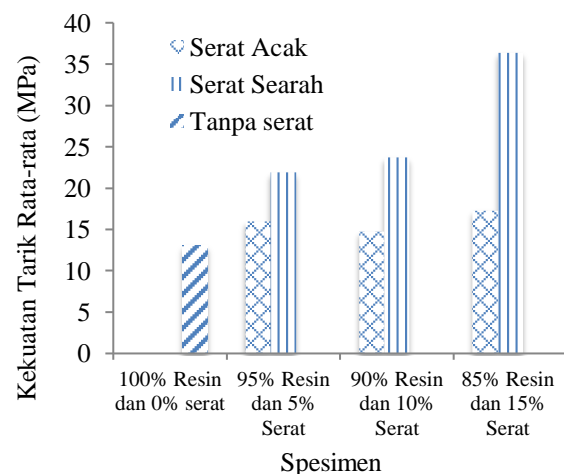 Kekuatan Tarik Rata-rata (MPa)
40
35
30
25
20
15
10
5
0
Serat Acak
Serat Searah
Tanpa serat
100% Resin
dan 0% serat
95% Resin
dan 5%
Serat
90% Resin
dan 10%
Serat
85% Resin
dan 15%
Serat
Spesimen